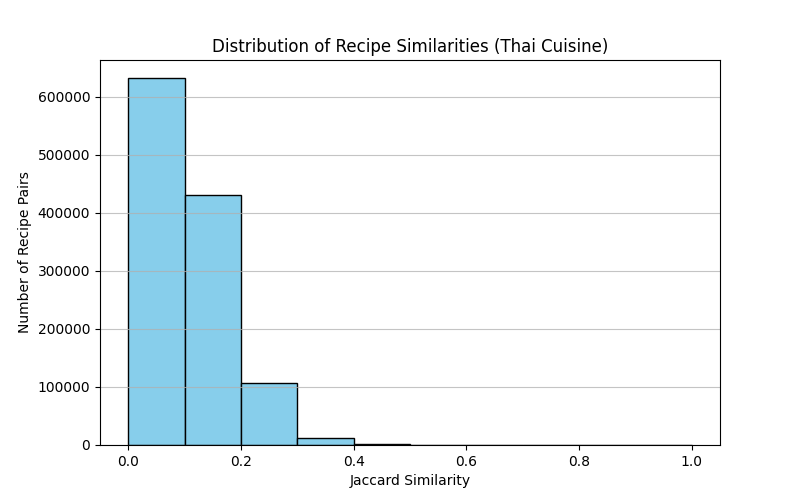 Distribution of Recipe Similarities (Thai Cuisine)
Number of Recipe Pairs
600000
500000
400000
300000
200000
100000
0
0.0 0.2 0.4 0.6 0.8 1.0
Jaccard Similarity